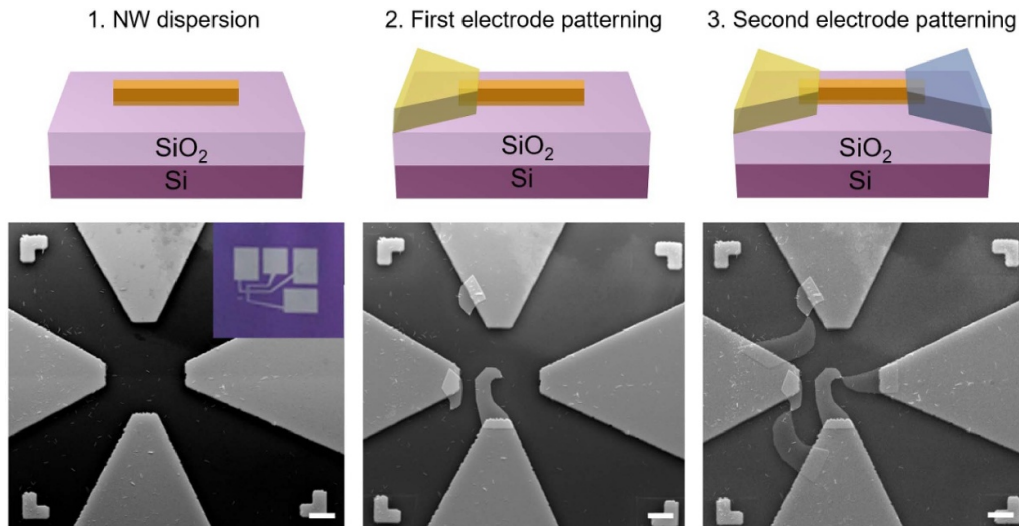 1. NW dispersion
2. First electrode patterning
3. Second electrode patterning
SiO₂
Si
SiO₂
Si
SiO₂
Si